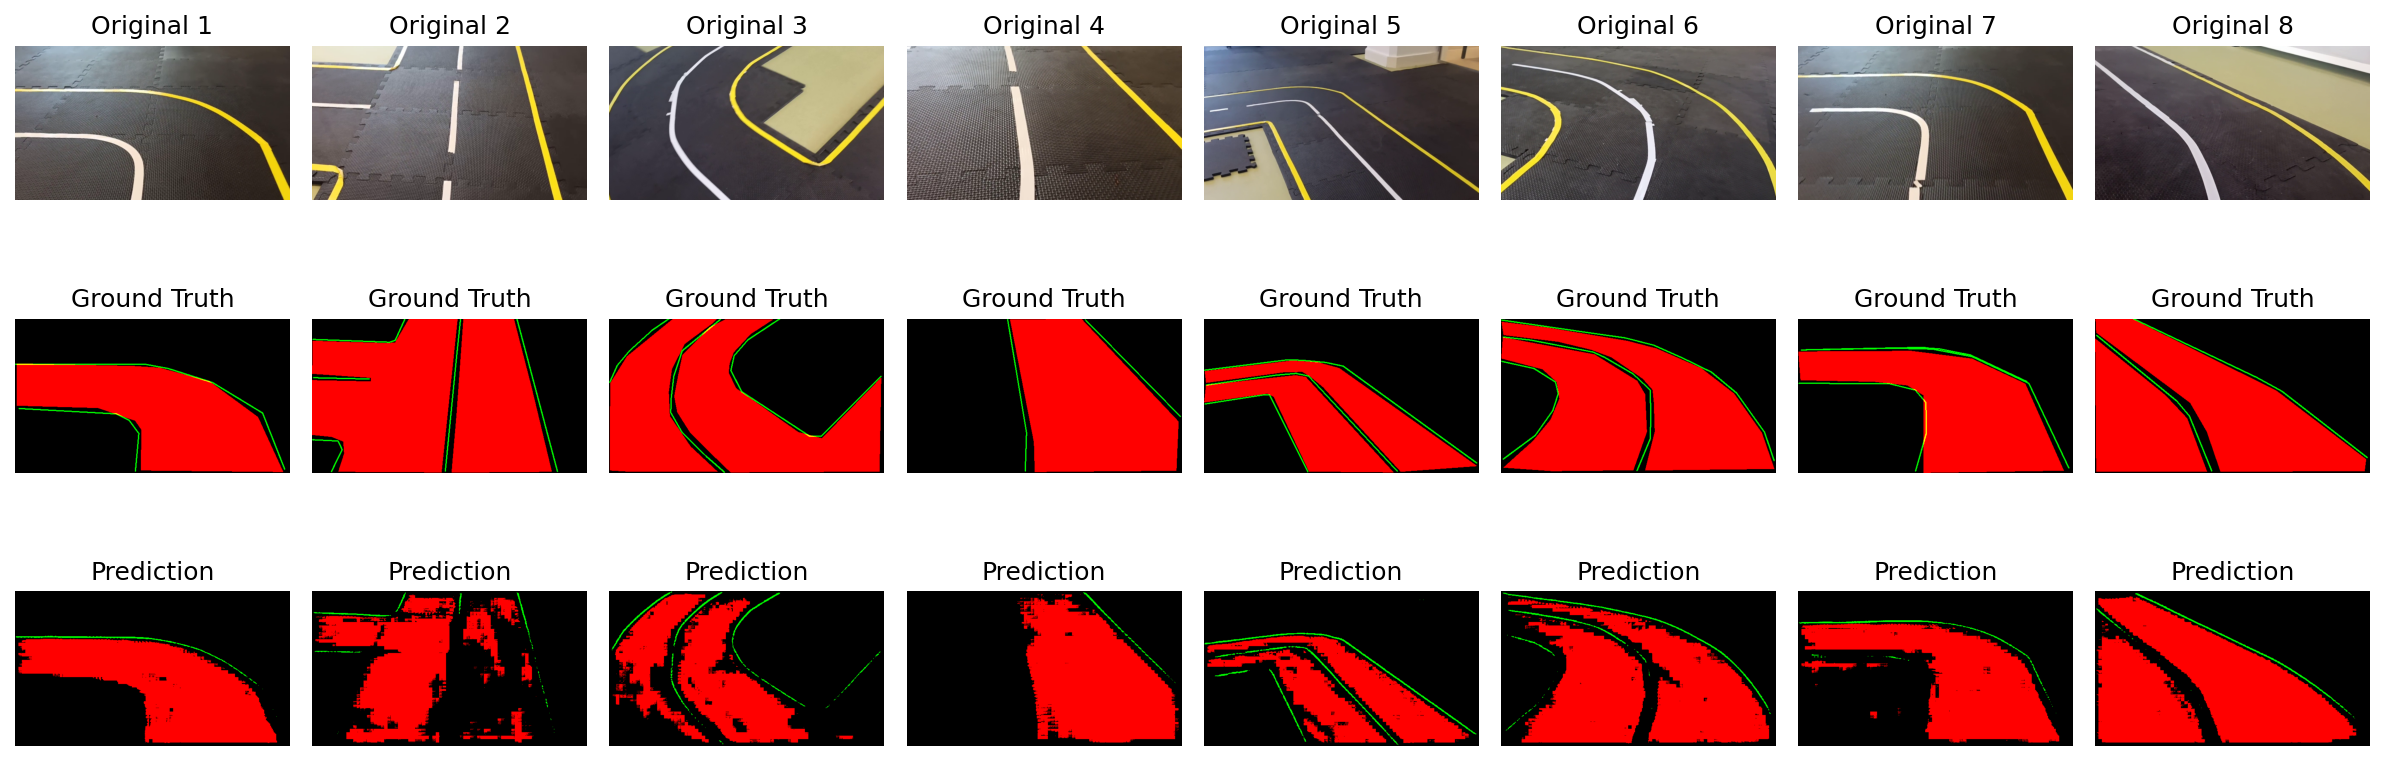 Original 1
Original 2
Original 3
Original 4
Original 5
Original 6
Original 7
Original 8
Ground Truth
Ground Truth
Ground Truth
Ground Truth
Ground Truth
Ground Truth
Ground Truth
Ground Truth
Prediction
Prediction
Prediction
Prediction
Prediction
Prediction
Prediction
Prediction